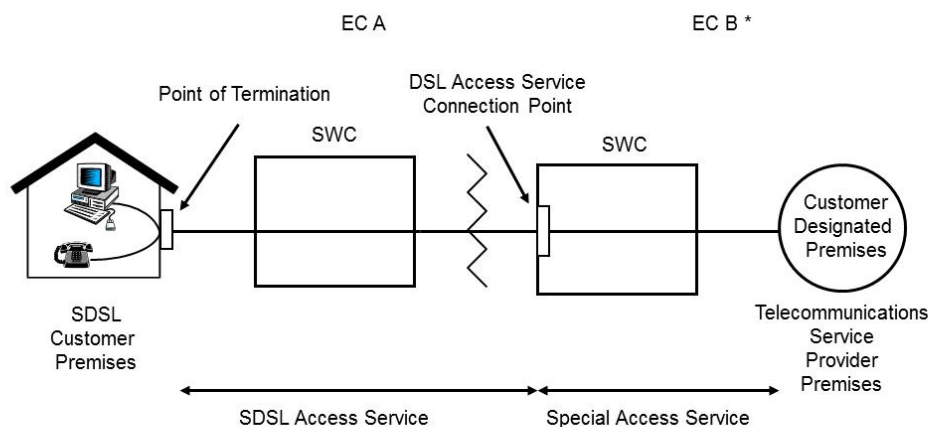 EC A
EC B *
Point of Termination
DSL Access Service
Connection Point
SWC
SWC
Customer
Designated
Premises
SDSL
Customer
Premises
Telecommunications
Service
Provider
Premises
SDSL Access Service
Special Access Service